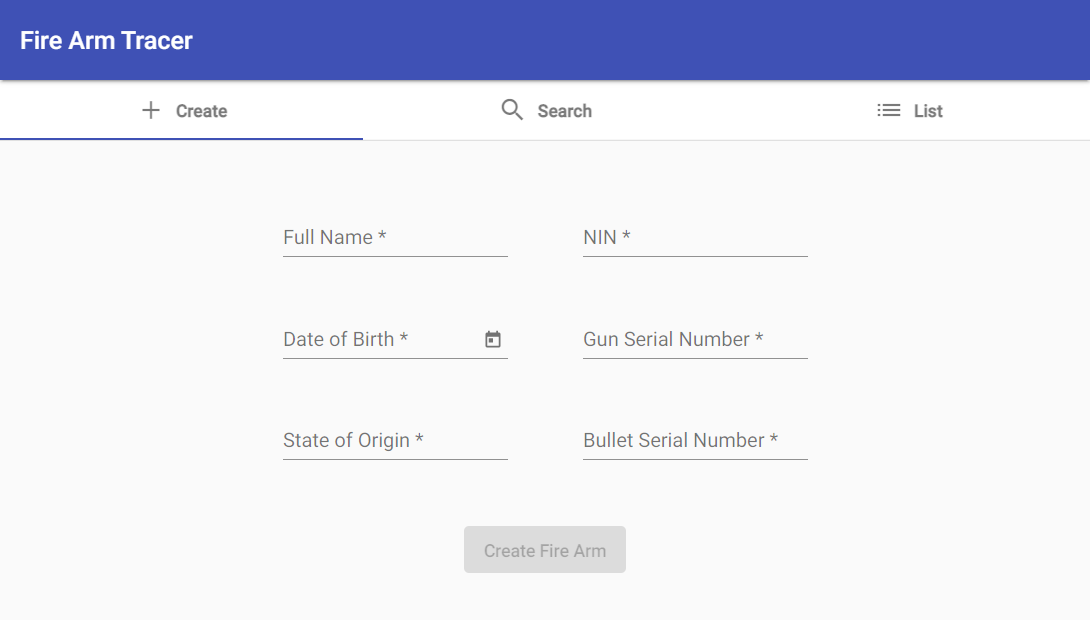 Fire Arm Tracer
Create
Search
List
Full Name *
NIN *
Date of Birth *
Gun Serial Number *
State of Origin *
Bullet Serial Number *
Create Fire Arm